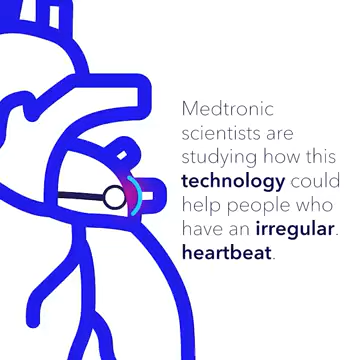 Medtronic
scientists are
studying how this
technology could
help people who
have an irregular.
heartbeat.